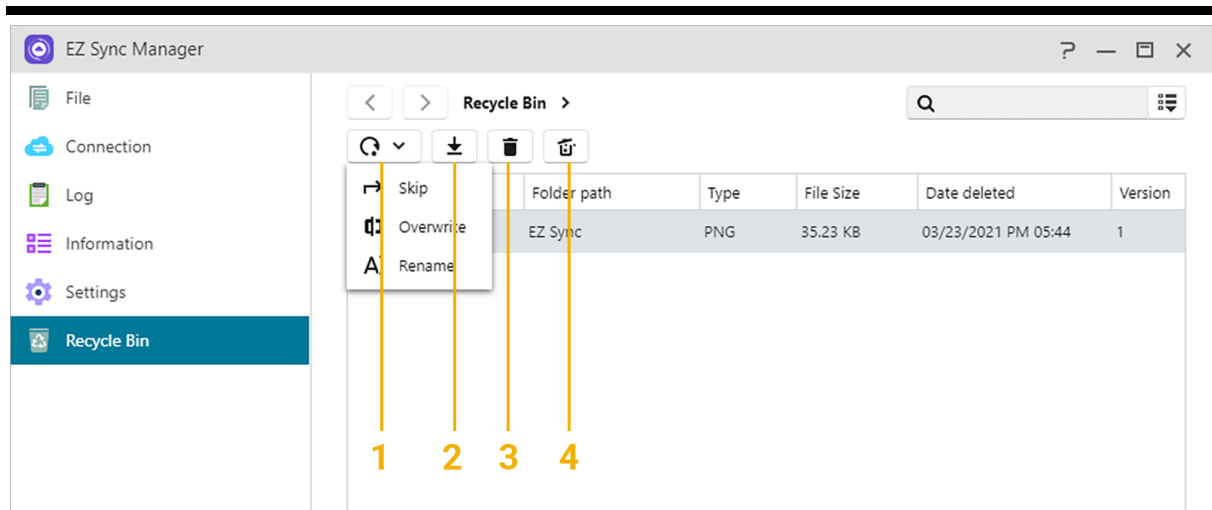 EZ Sync Manager
File
Connection
Log
Information
Settings
Recycle Bin
Recycle Bin
Skip
Overwrite
Rename
Folder path Type File Size Date deleted Version
EZ Sync PNG 35.23 KB 03/23/2021 PM 05:44 1
1 2 3 4